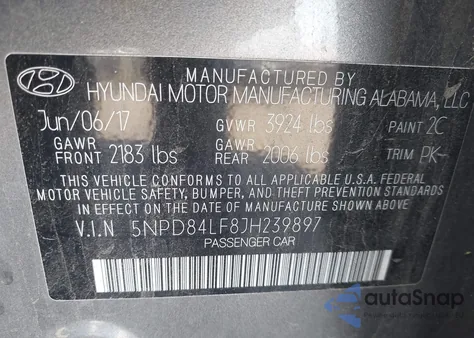 MANUFACTURED BY
HYUNDAI MOTOR MANUFACTURING ALABAMA, LLC
Jun/06/17 GVWR 3924 lbs PAINT 2C
GAWR FRONT 2183 lbs GAWR REAR 2006 lbs TRIM PK-
THIS VEHICLE CONFORMS TO ALL APPLICABLE U.S.A FEDERAL
MOTOR VEHICLE SAFETY, BUMPER, AND THEFT PREVENTION STANDARDS
IN EFFECT ON THE DATE OF MANUFACTURE SHOWN ABOVE.
V.I.N 5NPD84LF8JH239897
PASSENGER CAR
autaSnap